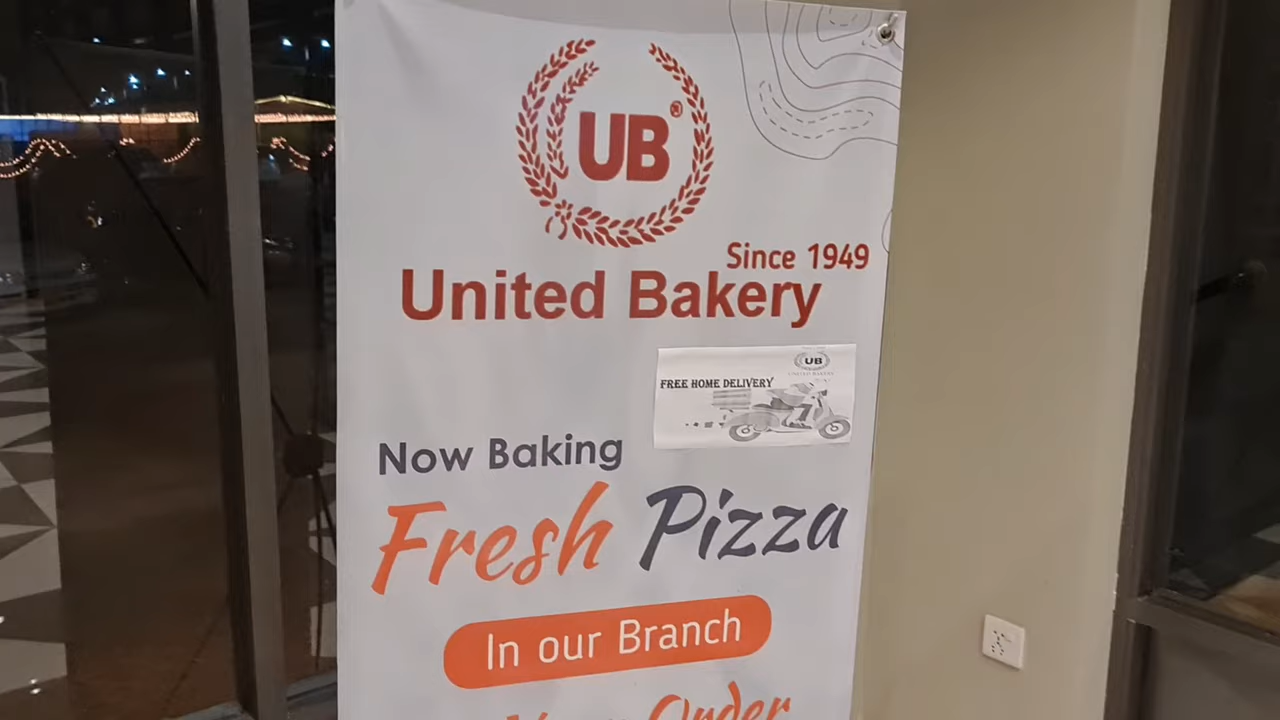 UB®
Since 1949
United Bakery
UB
UNITED BAKERY
FREE HOME DELIVERY
Now Baking
Fresh Pizza
In our Branch
Your Order